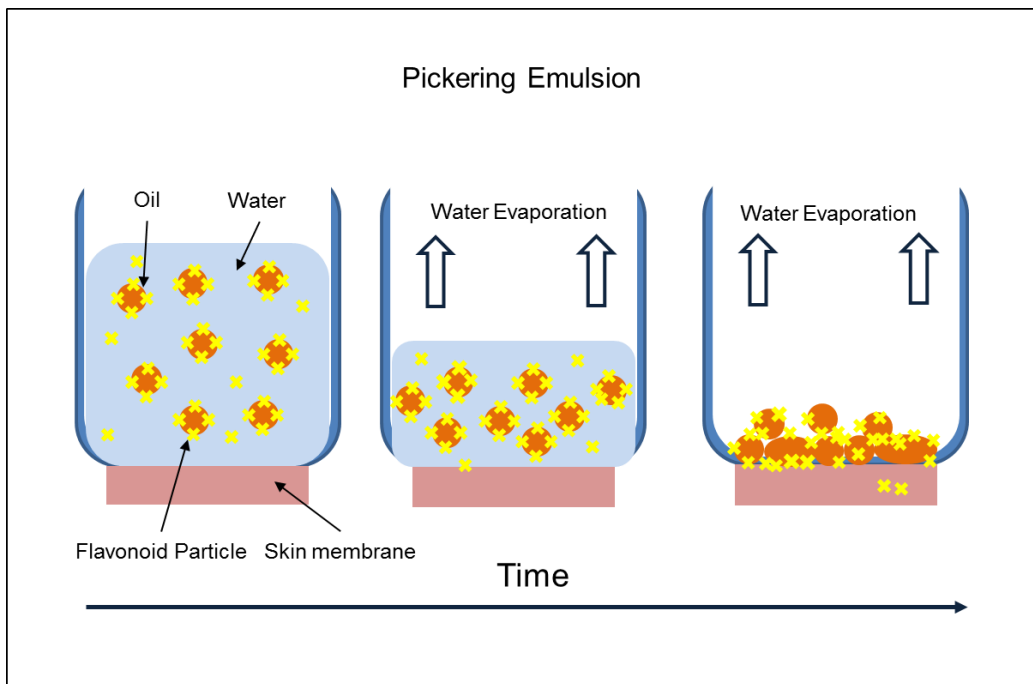 Pickering Emulsion
Oil
Water
Water Evaporation
Water Evaporation
Flavonoid Particle
Skin membrane
Time